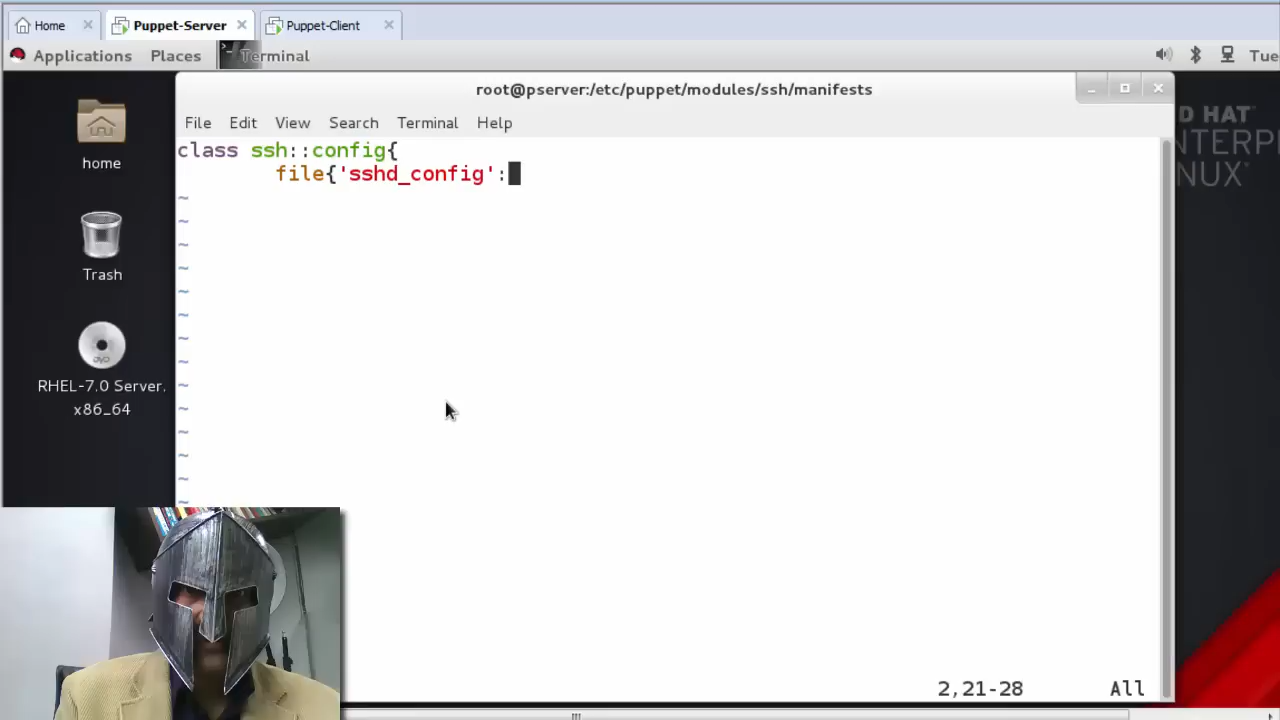 Home
Puppet-Server
Puppet-Client
Applications Places Terminal
Tue
root@pserver:/etc/puppet/modules/ssh/manifests
File Edit View Search Terminal Help
class ssh::config{
file{'sshd_config':
~
~
~
~
~
~
~
~
~
~
~
~
~
~
2,21-28 All
home
Trash
RHEL-7.0 Server.
x86_64
D HAT
NTERPR
NUX